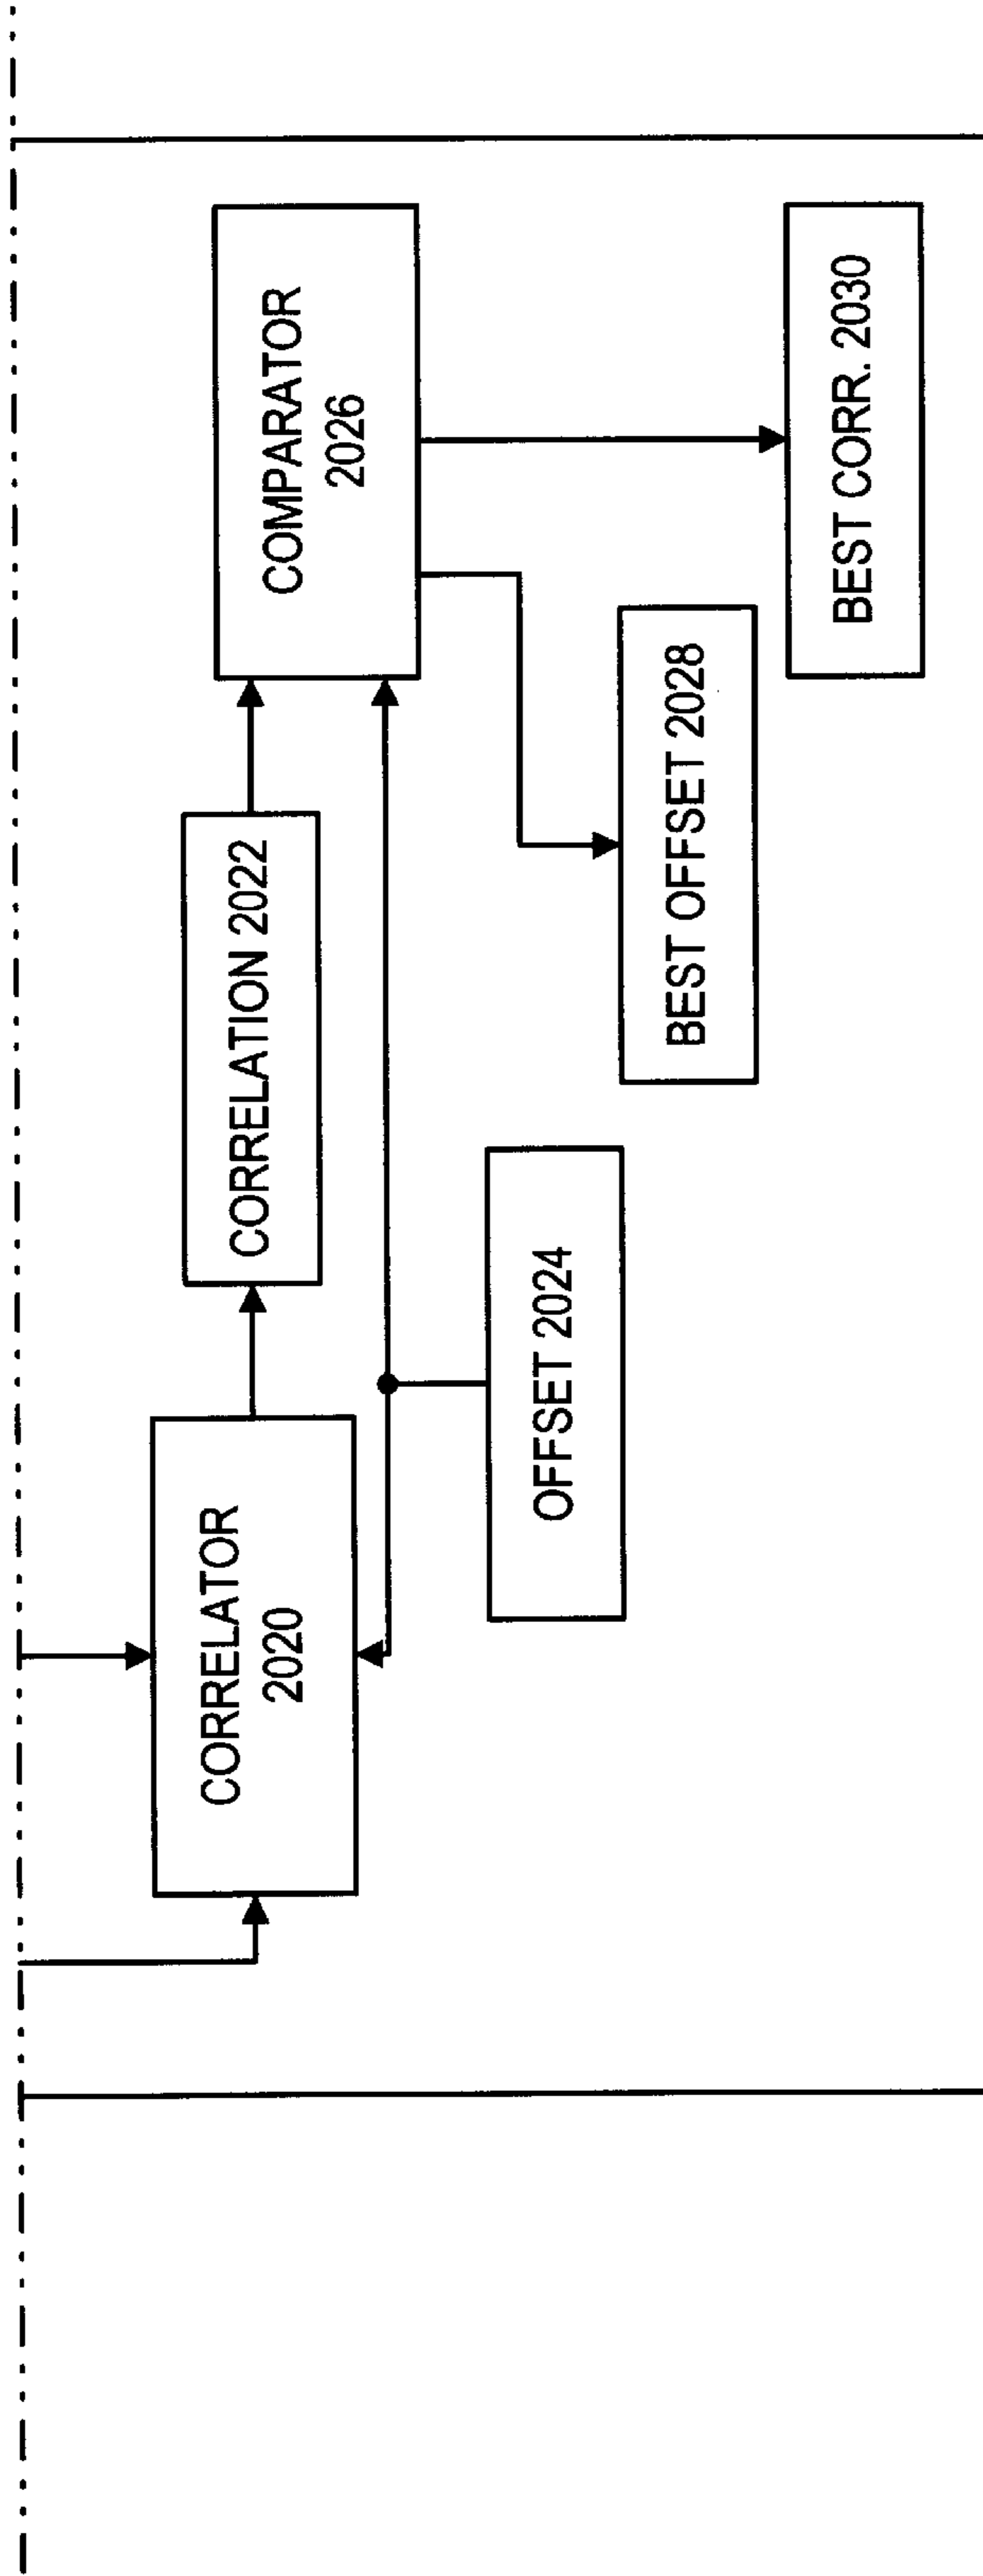 CORRELATOR
2020
CORRELATION 2022
COMPARATOR
2026
OFFSET 2024
BEST OFFSET 2028
BEST CORR. 2030